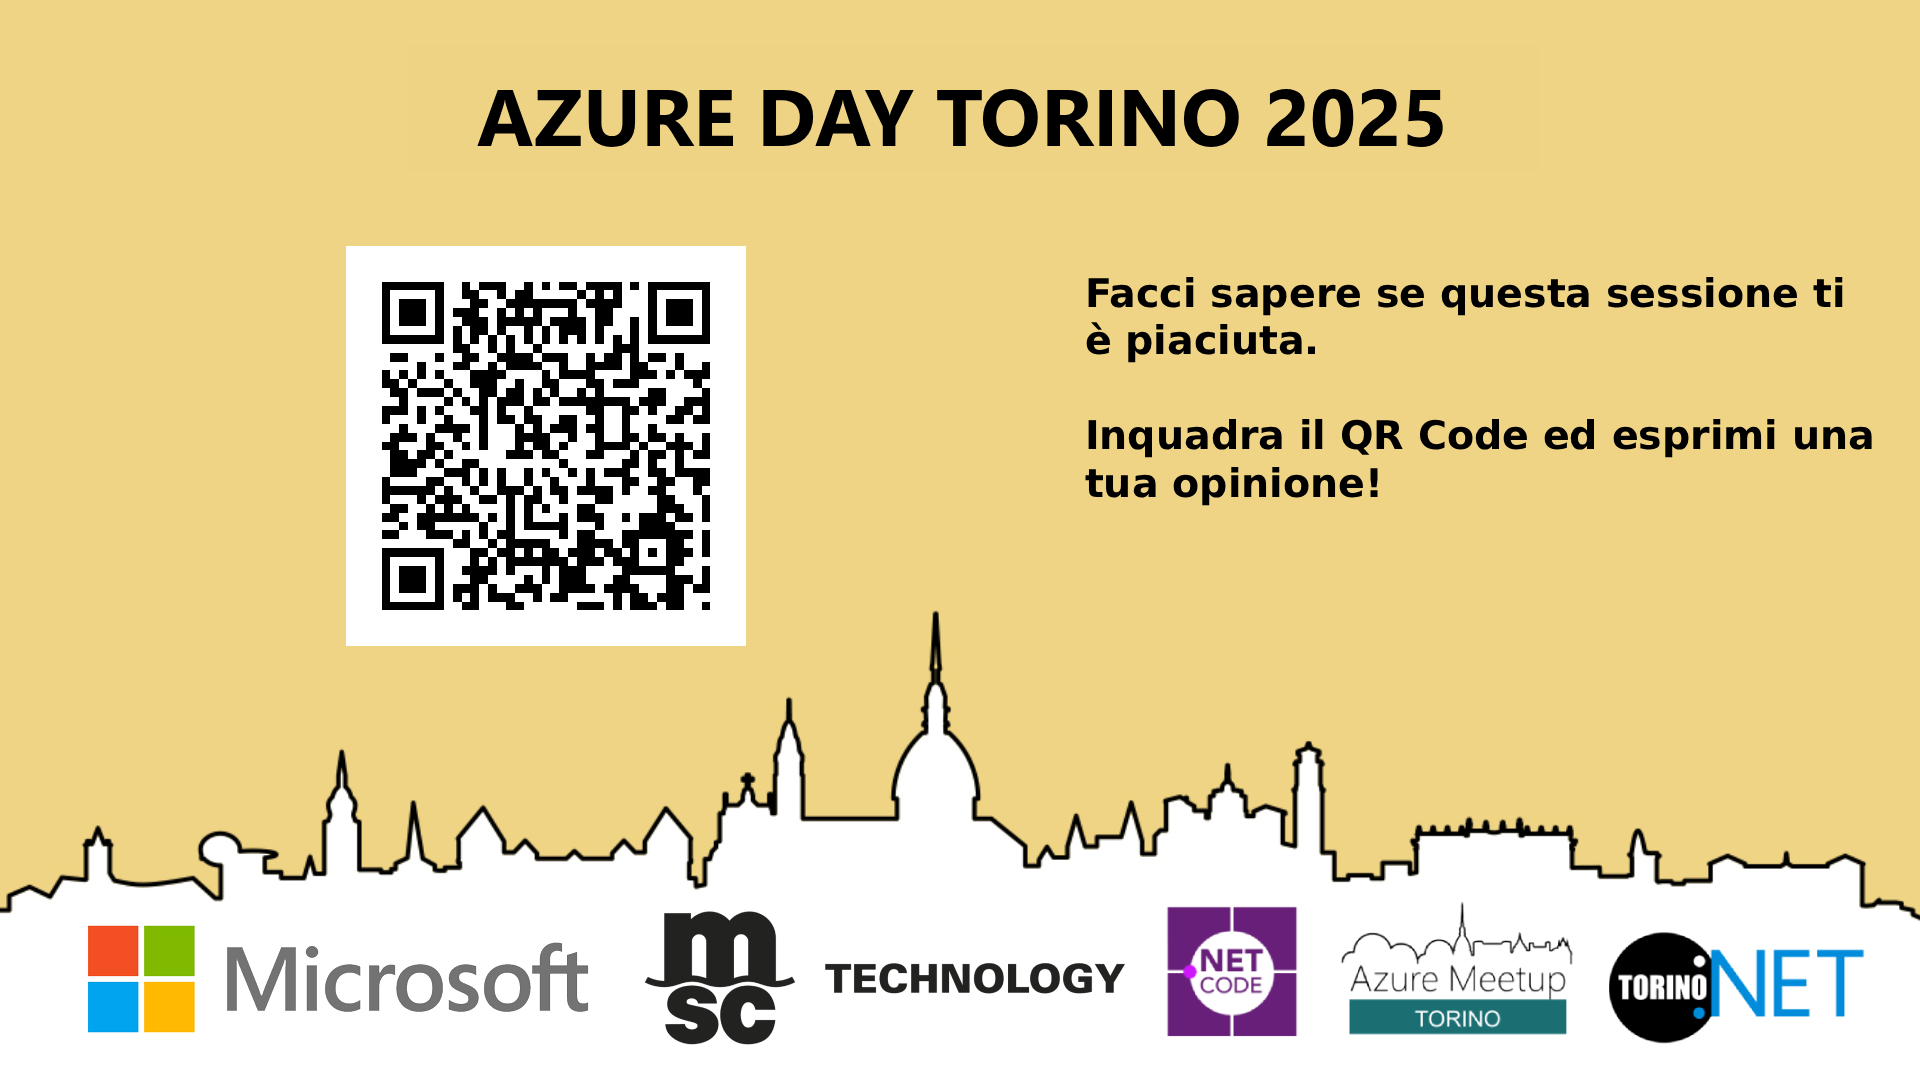 AZURE DAY TORINO 2025
Facci sapere se questa sessione ti
è piaciuta.
Inquadra il QR Code ed esprimi una
tua opinione!
Microsoft
msc TECHNOLOGY
NET
CODE
Azure Meetup
TORINO
TORINO.NET